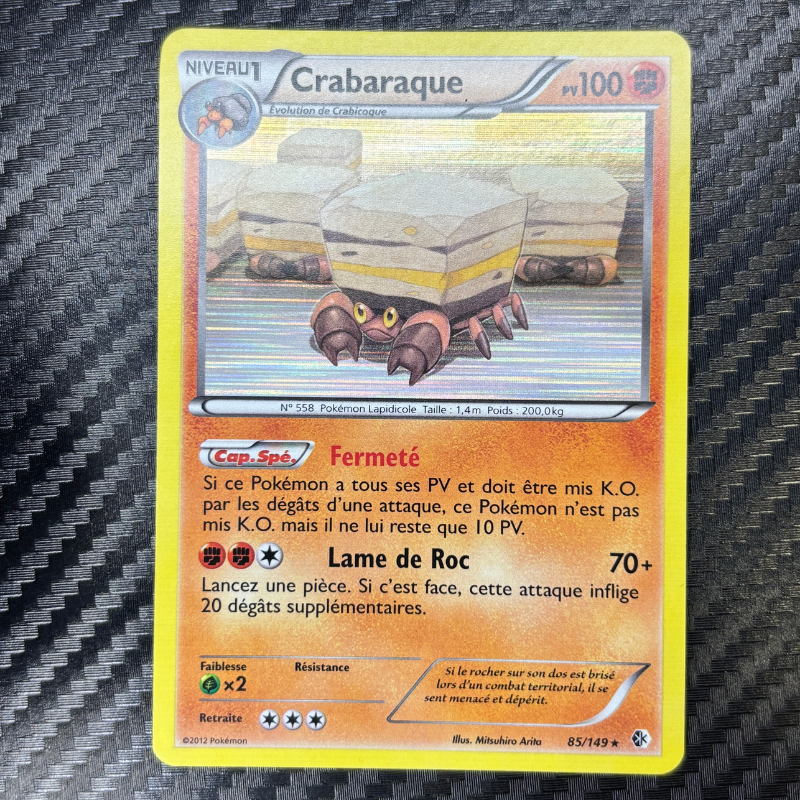 NIVEAU 1
Crabaraque
PV 100
Évolution de Crabicoque
N° 558 Pokémon Lapidicole Taille : 1,4m Poids : 200,0kg
Cap.Spé. Fermeté
Si ce Pokémon a tous ses PV et doit être mis K.O.
par les dégâts d'une attaque, ce Pokémon n'est pas
mis K.O. mais il ne lui reste que 10 PV.
Lame de Roc 70+
Lancez une pièce. Si c'est face, cette attaque inflige
20 dégâts supplémentaires.
Faiblesse Résistance
×2
Si le rocher sur son dos est brisé
lors d'un combat territorial, il se
sent menacé et dépérit.
Retraite
©2012 Pokémon Illus. Mitsuhiro Arita 85/149 ★